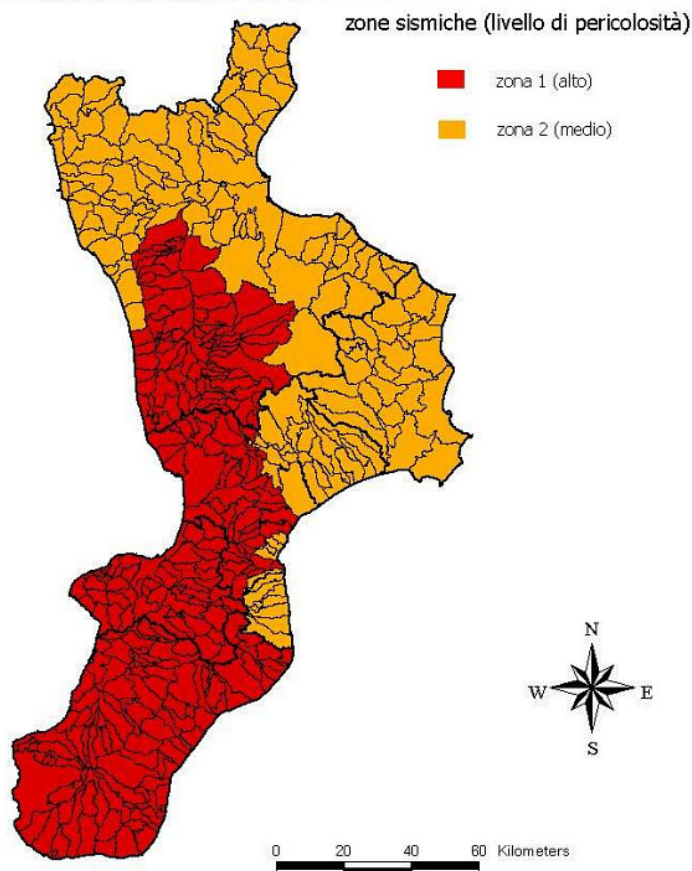 zone sismiche (livello di pericolosità)
zona 1 (alto)
zona 2 (medio)
N
W E
S
0 20 40 60 Kilometers